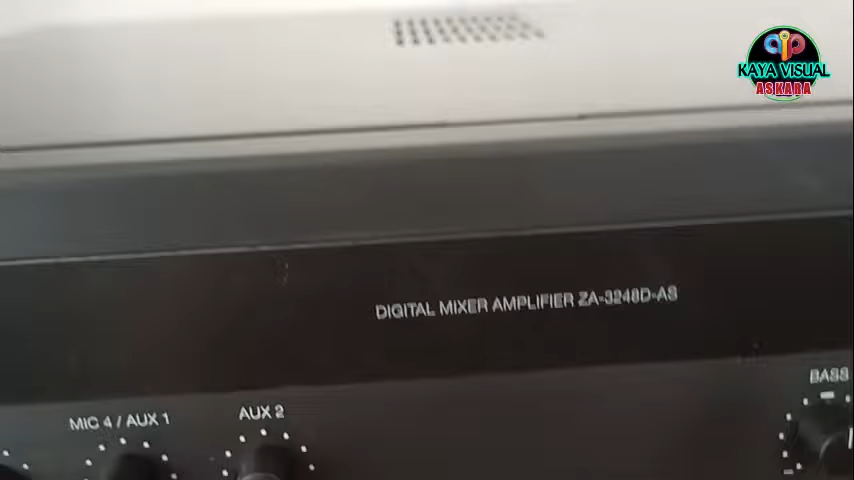 KAYA VISUAL
ASKARA
DIGITAL MIXER AMPLIFIER ZA-3248D-AS
BASS
MIC 4 / AUX 1
AUX 2